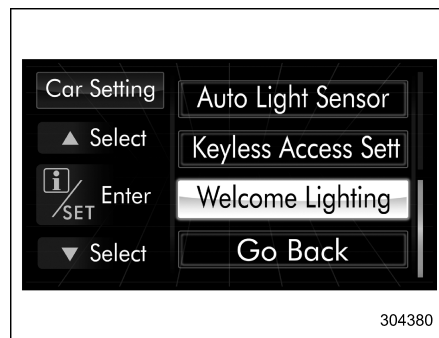 Car Setting
Auto Light Sensor
▲ Select
Keyless Access Sett
i/SET Enter
Welcome Lighting
▼ Select
Go Back
304380